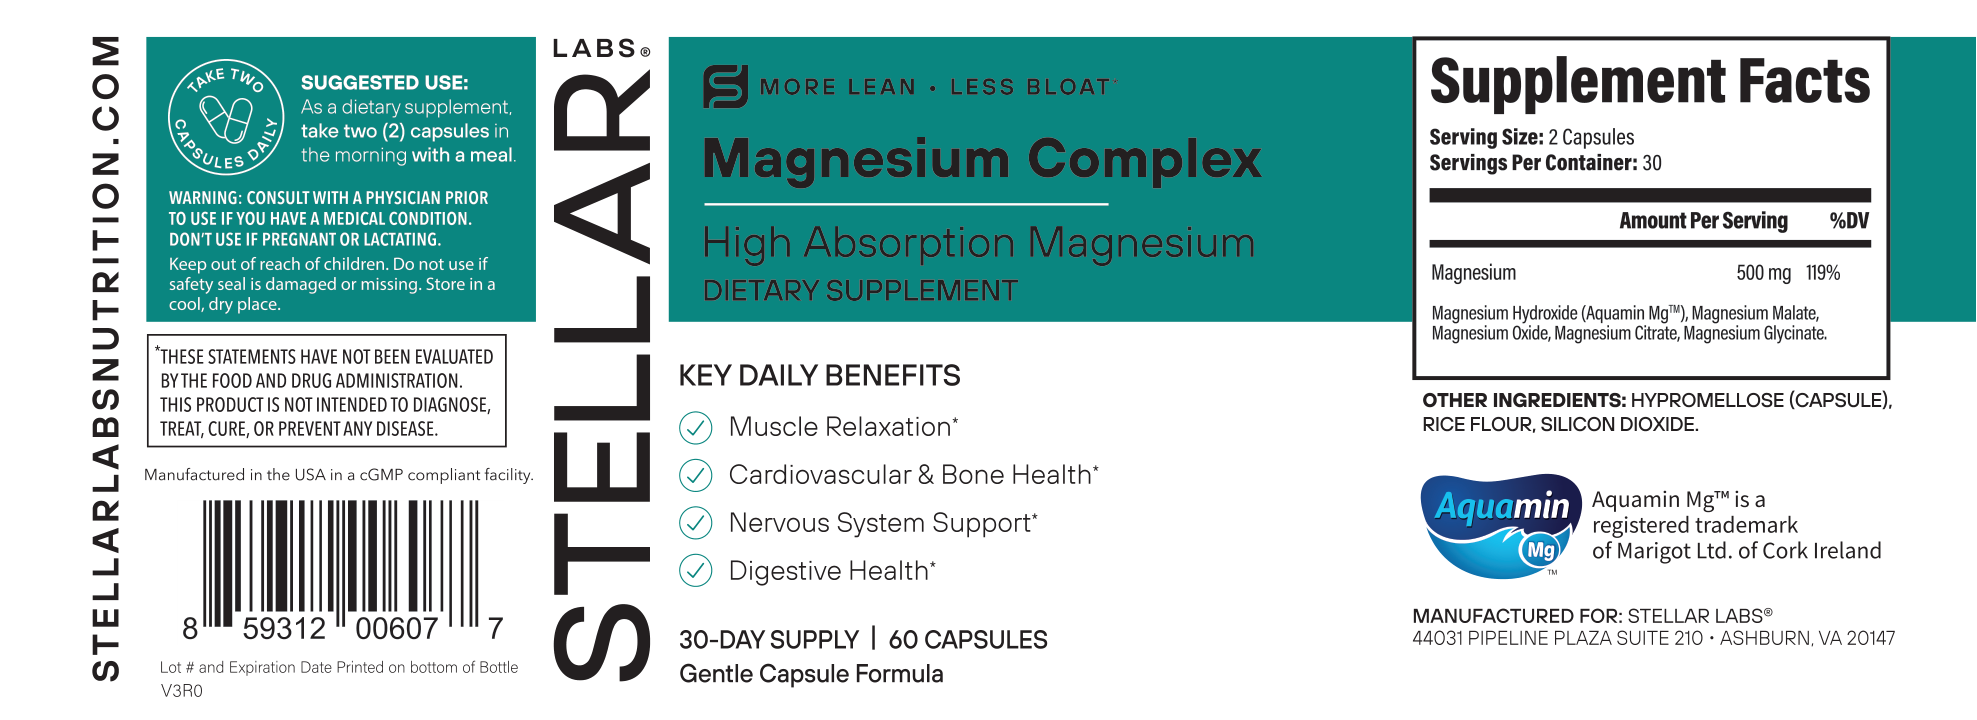 STELLARLABSNUTRITION.COM
TAKE TWO
CAPSULES DAILY
SUGGESTED USE:
As a dietary supplement,
take two (2) capsules in
the morning with a meal.
WARNING: CONSULT WITH A PHYSICIAN PRIOR
TO USE IF YOU HAVE A MEDICAL CONDITION.
DON'T USE IF PREGNANT OR LACTATING.
Keep out of reach of children. Do not use if
safety seal is damaged or missing. Store in a
cool, dry place.
*THESE STATEMENTS HAVE NOT BEEN EVALUATED
BY THE FOOD AND DRUG ADMINISTRATION.
THIS PRODUCT IS NOT INTENDED TO DIAGNOSE,
TREAT, CURE, OR PREVENT ANY DISEASE.
Manufactured in the USA in a cGMP compliant facility.
8 59312 00607 7
Lot # and Expiration Date Printed on bottom of Bottle
V3R0
STELLAR
LABS®
MORE LEAN • LESS BLOAT*
Magnesium Complex
High Absorption Magnesium
DIETARY SUPPLEMENT
KEY DAILY BENEFITS
Muscle Relaxation*
Cardiovascular & Bone Health*
Nervous System Support*
Digestive Health*
30-DAY SUPPLY | 60 CAPSULES
Gentle Capsule Formula
Supplement Facts
Serving Size: 2 Capsules
Servings Per Container: 30
Amount Per Serving %DV
Magnesium 500 mg 119%
Magnesium Hydroxide (Aquamin Mg™), Magnesium Malate,
Magnesium Oxide, Magnesium Citrate, Magnesium Glycinate.
OTHER INGREDIENTS: HYPROMELLOSE (CAPSULE),
RICE FLOUR, SILICON DIOXIDE.
Aquamin
Mg
™
Aquamin Mg™ is a
registered trademark
of Marigot Ltd. of Cork Ireland
MANUFACTURED FOR: STELLAR LABS®
44031 PIPELINE PLAZA SUITE 210 • ASHBURN, VA 20147